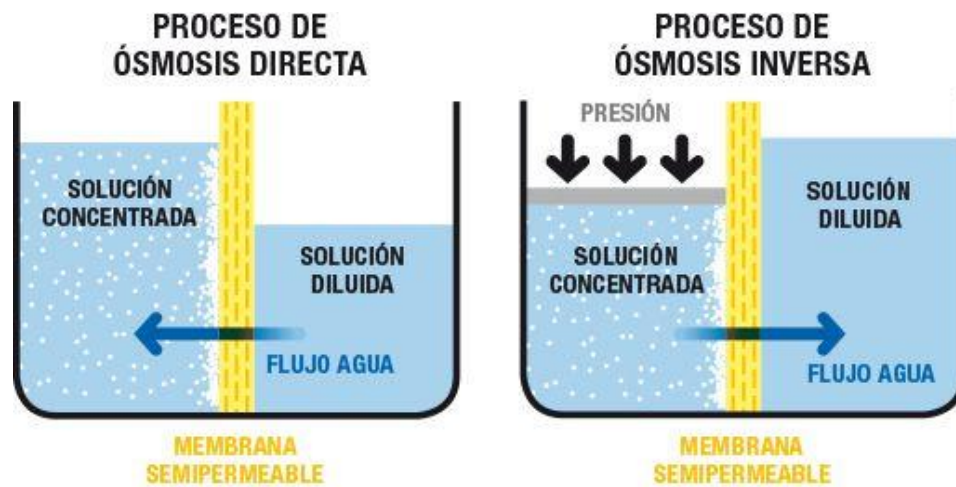 PROCESO DE
ÓSMOSIS DIRECTA
SOLUCIÓN
CONCENTRADA
SOLUCIÓN
DILUIDA
FLUJO AGUA
MEMBRANA
SEMIPERMEABLE
PROCESO DE
ÓSMOSIS INVERSA
PRESIÓN
SOLUCIÓN
CONCENTRADA
SOLUCIÓN
DILUIDA
FLUJO AGUA
MEMBRANA
SEMIPERMEABLE